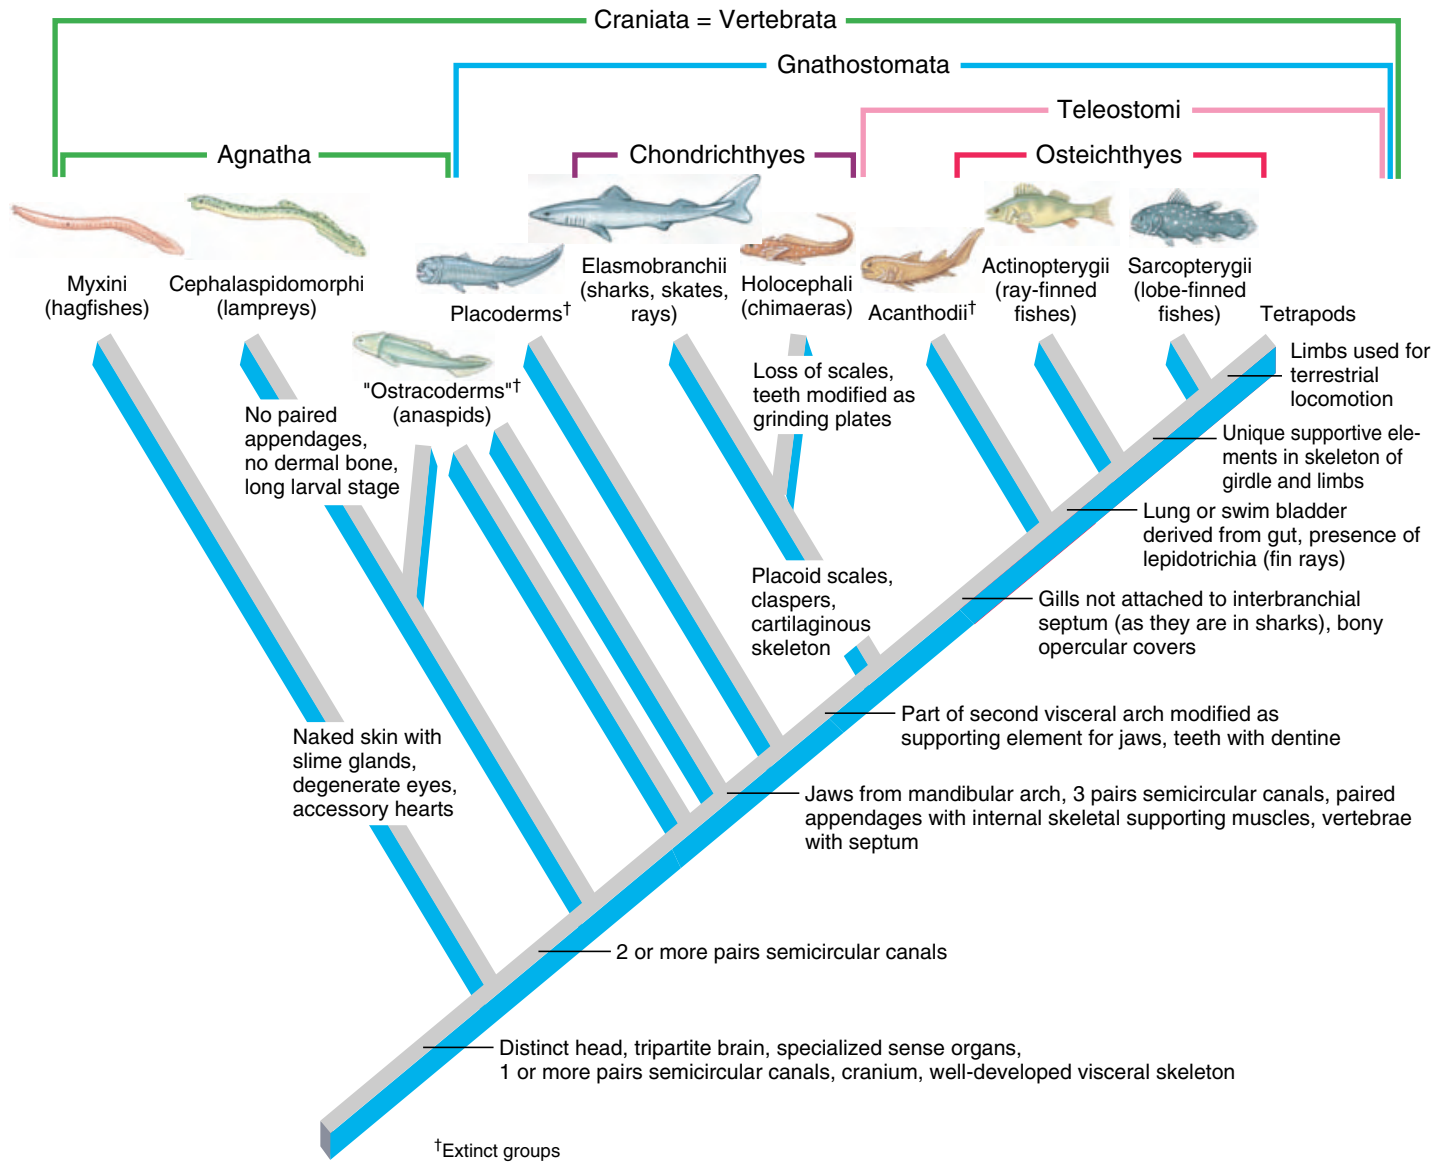 Craniata = Vertebrata
Gnathostomata
Teleostomi
Agnatha
Chondrichthyes
Osteichthyes
Myxini
(hagfishes)
Cephalaspidomorphi
(lampreys)
"Ostracoderms"†
(anaspids)
Placoderms†
Elasmobranchii
(sharks, skates,
rays)
Holocephali
(chimaeras)
Acanthodii†
Actinopterygii
(ray-finned
fishes)
Sarcopterygii
(lobe-finned
fishes)
Tetrapods
Limbs used for
terrestrial
locomotion
Loss of scales,
teeth modified as
grinding plates
No paired
appendages,
no dermal bone,
long larval stage
Unique supportive ele-
ments in skeleton of
girdle and limbs
Lung or swim bladder
derived from gut, presence of
lepidotrichia (fin rays)
Placoid scales,
claspers,
cartilaginous
skeleton
Gills not attached to interbranchial
septum (as they are in sharks), bony
opercular covers
Part of second visceral arch modified as
supporting element for jaws, teeth with dentine
Naked skin with
slime glands,
degenerate eyes,
accessory hearts
Jaws from mandibular arch, 3 pairs semicircular canals, paired
appendages with internal skeletal supporting muscles, vertebrae
with septum
2 or more pairs semicircular canals
Distinct head, tripartite brain, specialized sense organs,
1 or more pairs semicircular canals, cranium, well-developed visceral skeleton
†Extinct groups